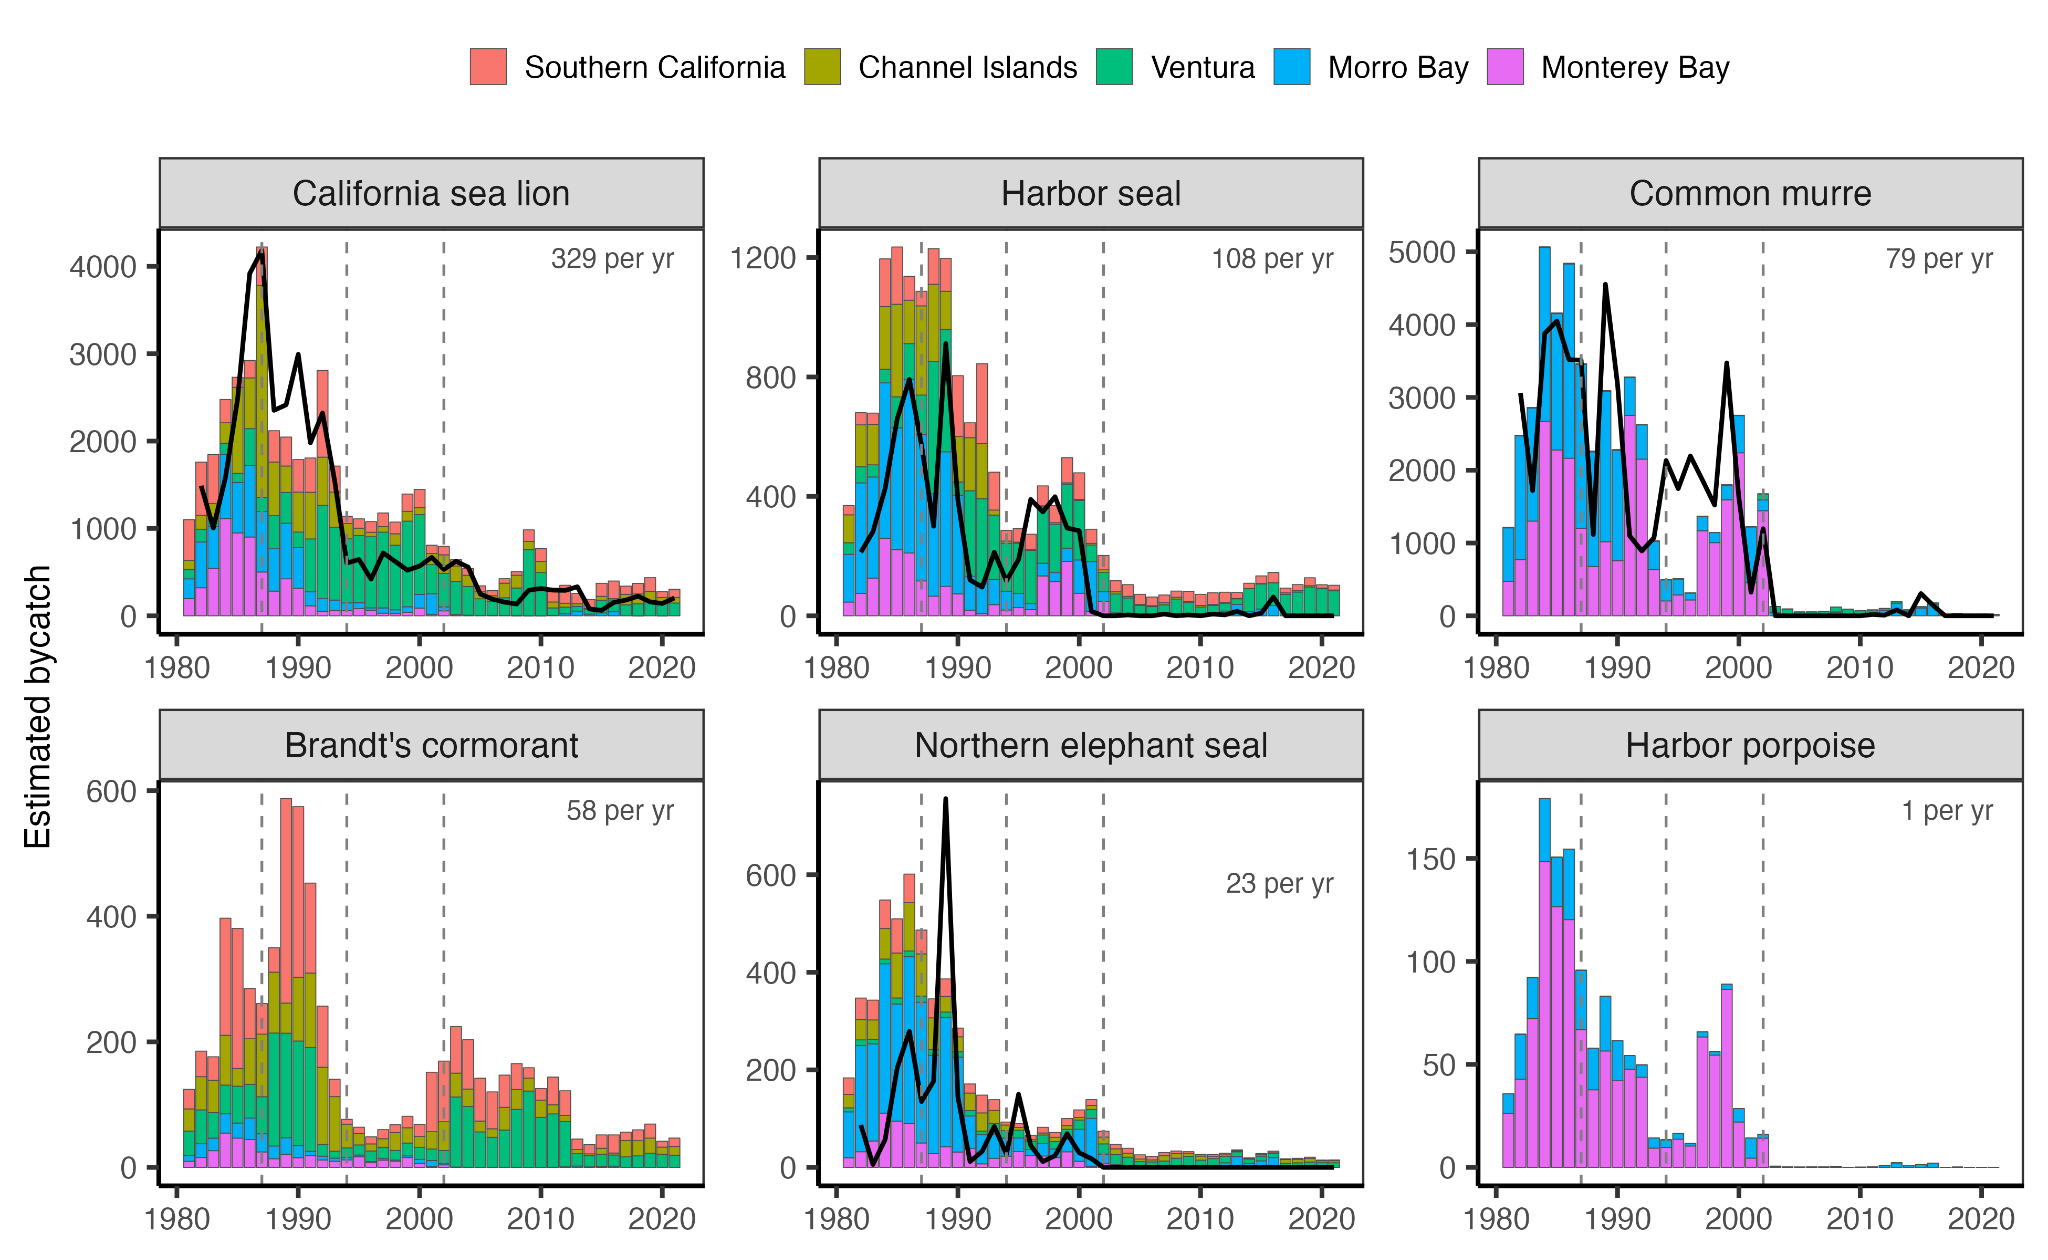 Southern California Channel Islands Ventura Morro Bay Monterey Bay
Estimated bycatch
California sea lion
329 per yr
4000
3000
2000
1000
0
1980 1990 2000 2010 2020
Harbor seal
108 per yr
1200
800
400
0
1980 1990 2000 2010 2020
Common murre
79 per yr
5000
4000
3000
2000
1000
0
1980 1990 2000 2010 2020
Brandt's cormorant
58 per yr
600
400
200
0
1980 1990 2000 2010 2020
Northern elephant seal
23 per yr
600
400
200
0
1980 1990 2000 2010 2020
Harbor porpoise
1 per yr
150
100
50
0
1980 1990 2000 2010 2020